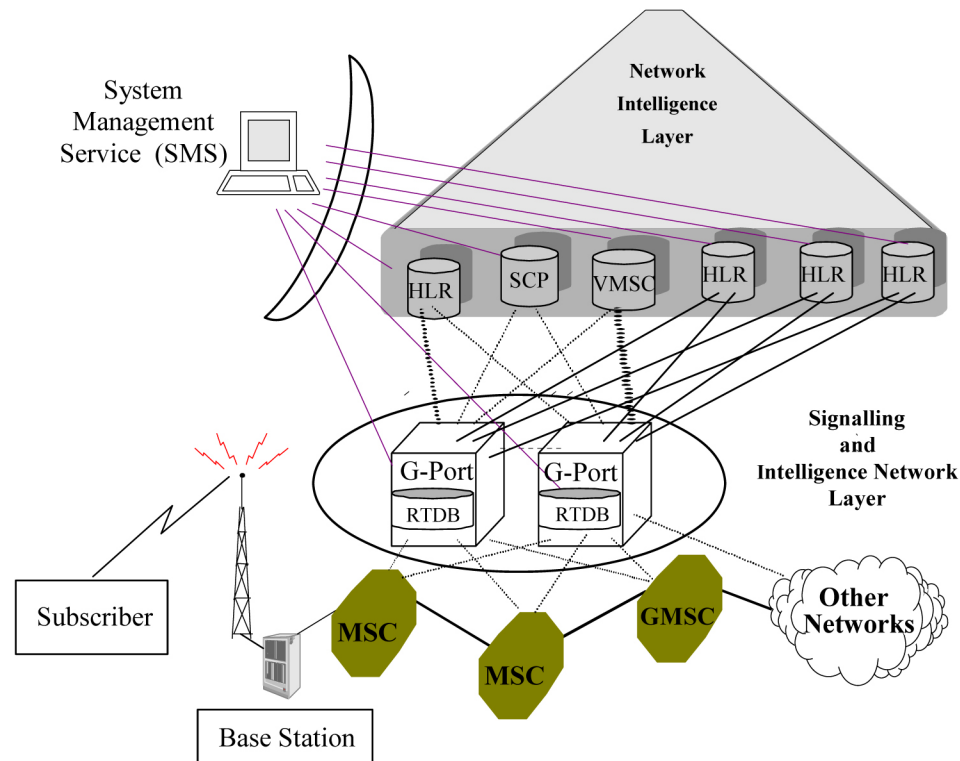 System
Management
Service (SMS)
Network
Intelligence
Layer
HLR
SCP
VMSC
HLR
HLR
HLR
Signalling
and
Intelligence Network
Layer
G-Port
RTDB
G-Port
RTDB
Subscriber
MSC
MSC
GMSC
Other
Networks
Base Station